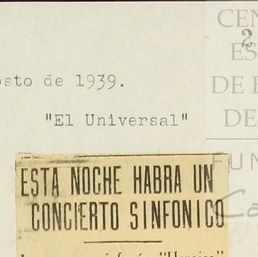 CEN
2
ES
osto de 1939.
DE E
DE
"El Universal"
FUN
ESTA NOCHE HABRA UN
CONCIERTO SINFONICO